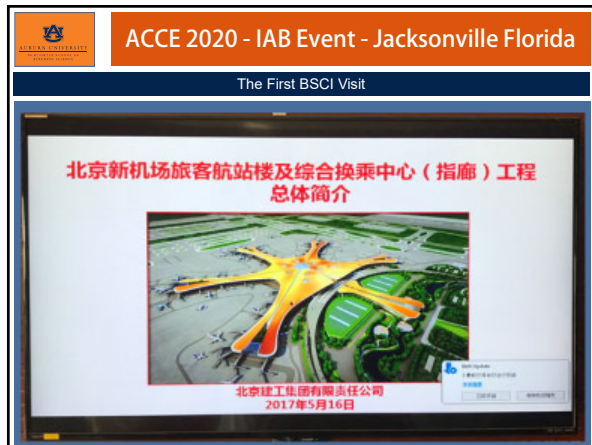 AUBURN UNIVERSITY
ACCE 2020 - IAB Event - Jacksonville Florida
The First BSCI Visit
北京新机场旅客航站楼及综合换乘中心（指廊）工程
总体简介
北京建工集团有限责任公司
2017年5月16日